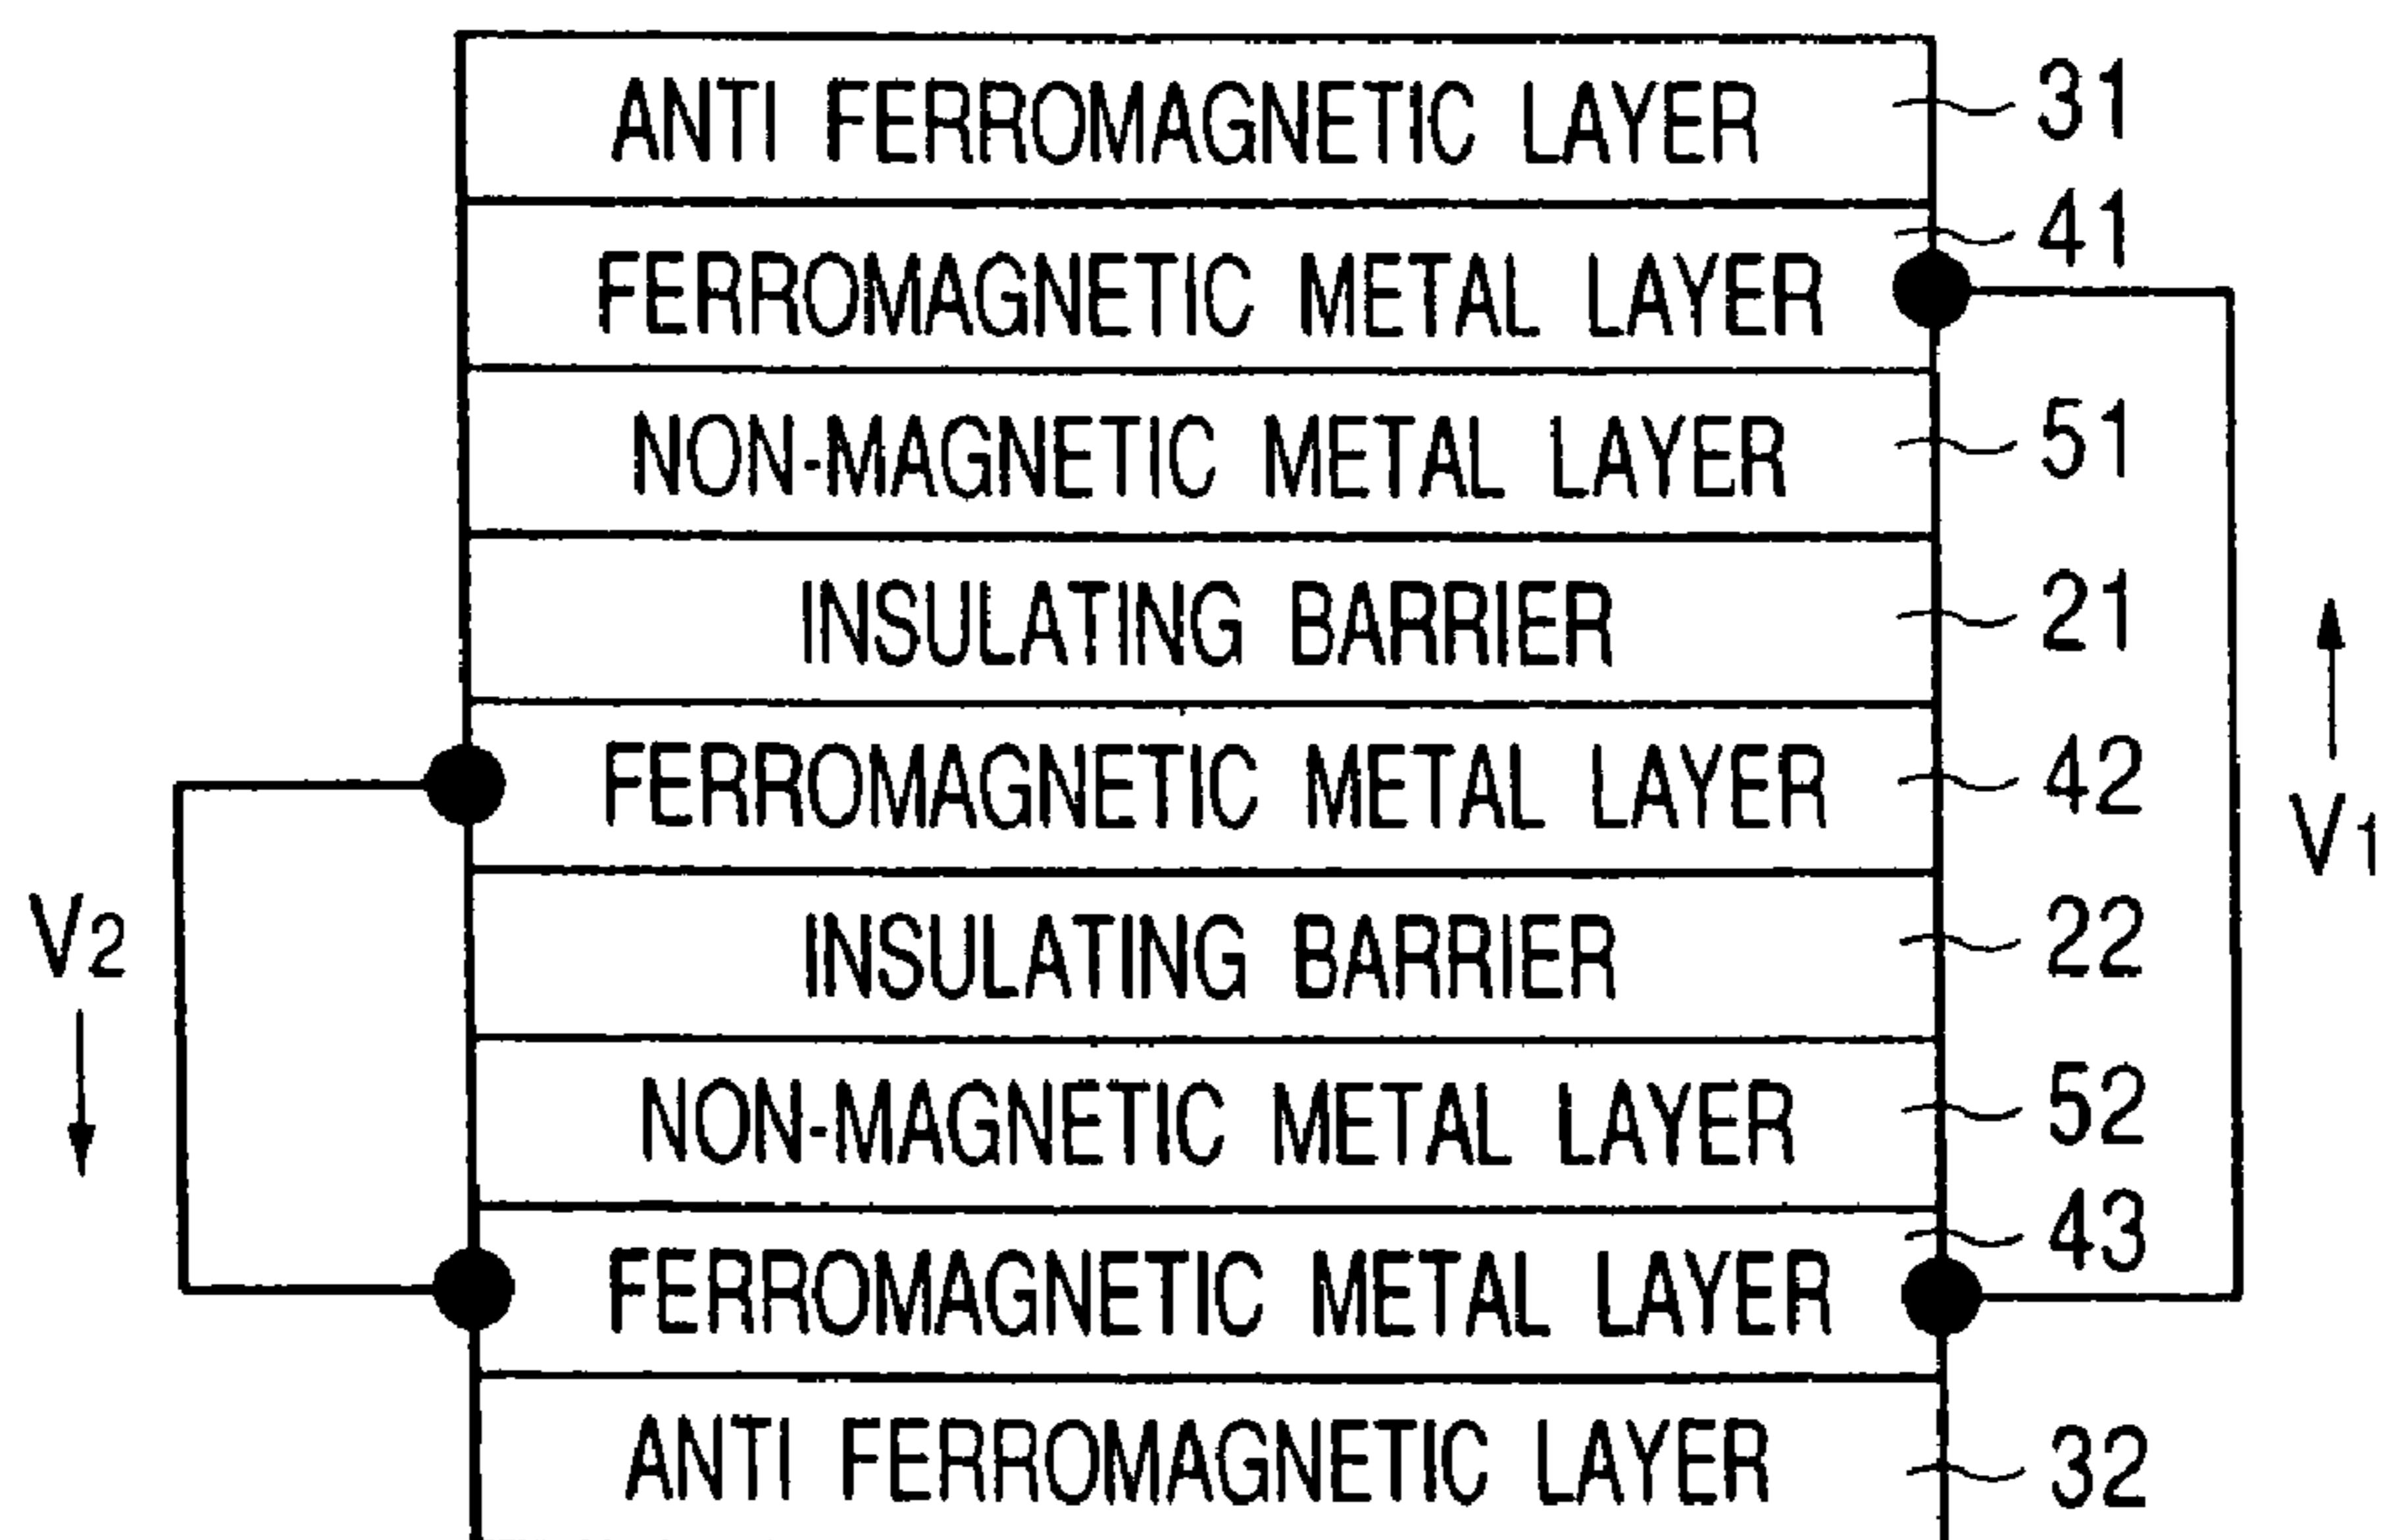 ANTI FERROMAGNETIC LAYER 31
41
FERROMAGNETIC METAL LAYER
NON-MAGNETIC METAL LAYER 51
INSULATING BARRIER 21
FERROMAGNETIC METAL LAYER 42
V1
INSULATING BARRIER 22
V2
NON-MAGNETIC METAL LAYER 52
43
FERROMAGNETIC METAL LAYER
ANTI FERROMAGNETIC LAYER 32